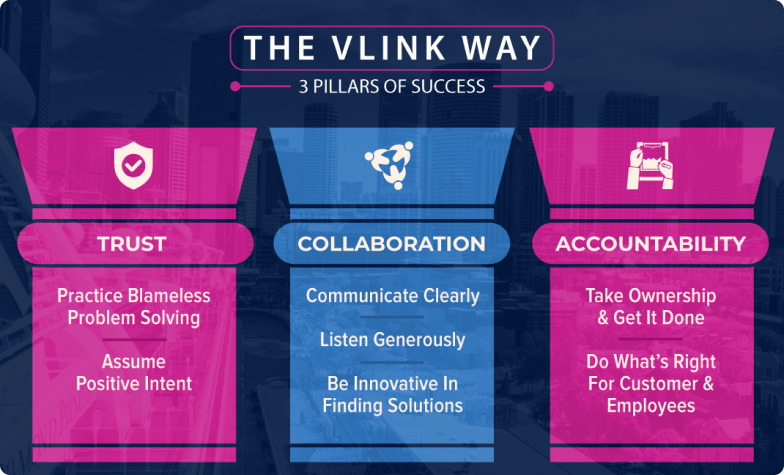 THE VLINK WAY
3 PILLARS OF SUCCESS
TRUST
Practice Blameless
Problem Solving
Assume
Positive Intent
COLLABORATION
Communicate Clearly
Listen Generously
Be Innovative In
Finding Solutions
ACCOUNTABILITY
Take Ownership
& Get It Done
Do What's Right
For Customer &
Employees